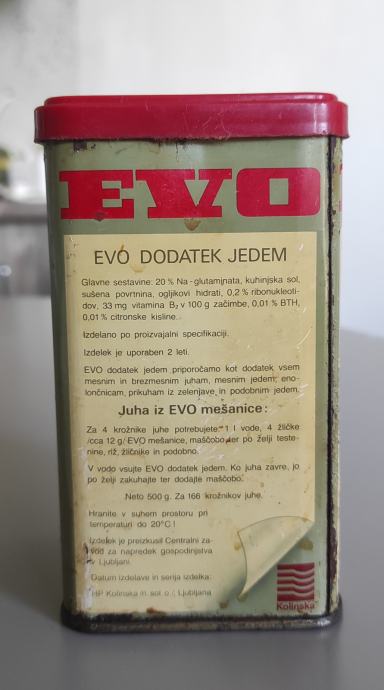 EVO
EVO DODATEK JEDEM
Glavne sestavine: 20 % Na-glutaminata, kuhinjska sol,
sušena povrtnina, ogljikovi hidrati, 0,2 % ribonukleoti-
dov, 33 mg vitamina B₂ v 100 g začimbe, 0,01 % BTH,
0,01 % citronske kisline.
Izdelano po proizvajalni specifikaciji.
Izdelek je uporaben 2 leti.
EVO dodatek jedem priporočamo kot dodatek vsem
mesnim in brezmesnim juham, mesnim jedem, eno-
lončnicam, prikuham iz zelenjave in podobnim jedem.
Juha iz EVO mešanice:
Za 4 krožnike juhe potrebujete 1 l vode, 4 žličke
/cca 12 g/ EVO mešanice, maščobo ter po želji teste-
nine, riž, žličnike in podobno.
V vodo vsujte EVO dodatek jedem. Ko juha zavre, jo
po želji zakuhajte ter dodajte maščobo.
Neto 500 g. Za 166 krožnikov juhe.
Hranite v suhem prostoru pri
temperaturi do 20°C!
Izdelek je preizkusil Centralni za-
vod za napredek gospodinjstva
v Ljubljani.
Datum izdelave in serija izdelka:
HP Kolinska n. sol. o., Ljubljana
Kolinska